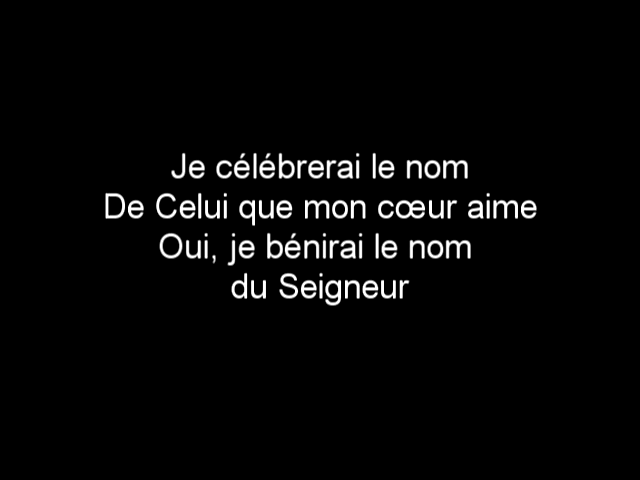 Je célébrerai le nom
De Celui que mon cœur aime
Oui, je bénirai le nom
du Seigneur